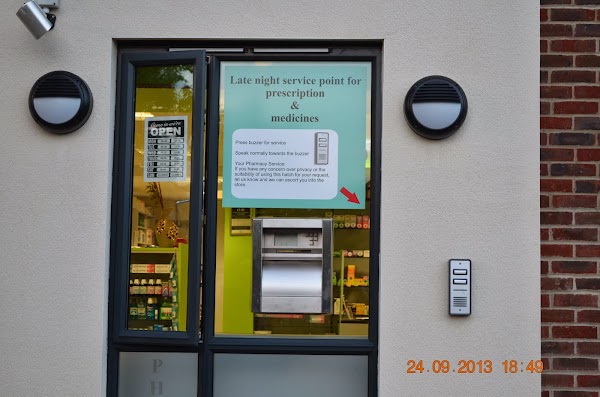 Late night service point for
prescription
&
medicines
Press buzzer for service
Speak normally towards the buzzer
Your Pharmacy Service
If you have any concern over privacy or the
suitability of using this hatch for your request,
let us know and we can escort you into the
store.
OPEN
P
H
24.09.2013 18:49